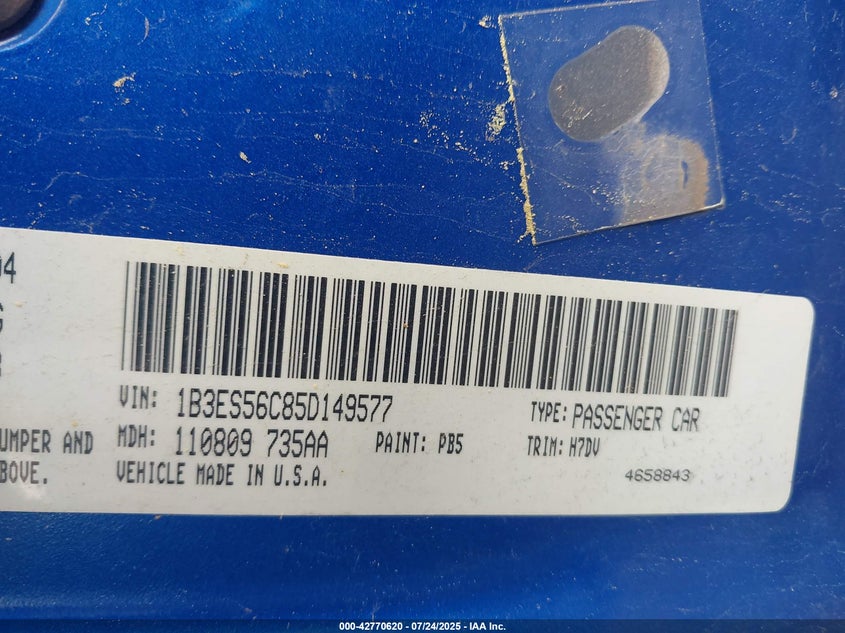 04
VIN: 1B3ES56C85D149577 TYPE: PASSENGER CAR
UMPER AND MDH: 110809 735AA PAINT: PB5 TRIM: H7DV
BOVE. VEHICLE MADE IN U.S.A. 4658843
000-42770620 - 07/24/2025 - IAA Inc.